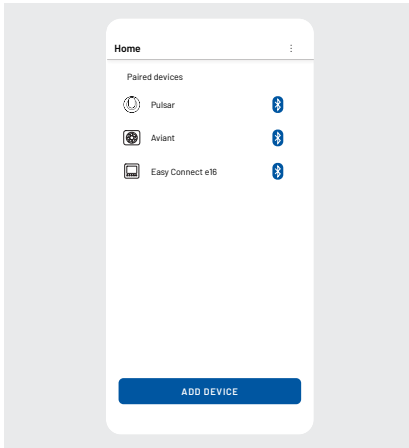 Home
Paired devices
Pulsar
Aviant
Easy Connect e16
ADD DEVICE